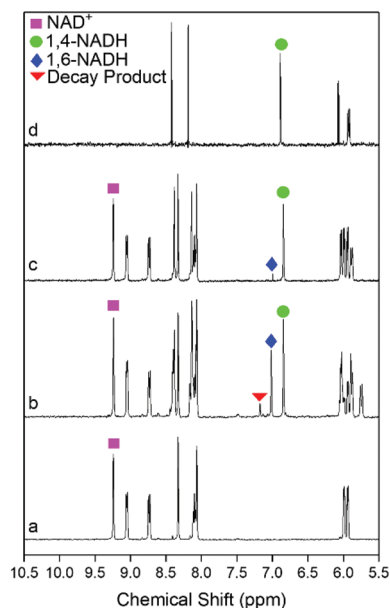 NAD+
1,4-NADH
1,6-NADH
Decay Product
d
c
b
a
10.5 10.0 9.5 9.0 8.5 8.0 7.5 7.0 6.5 6.0 5.5
Chemical Shift (ppm)